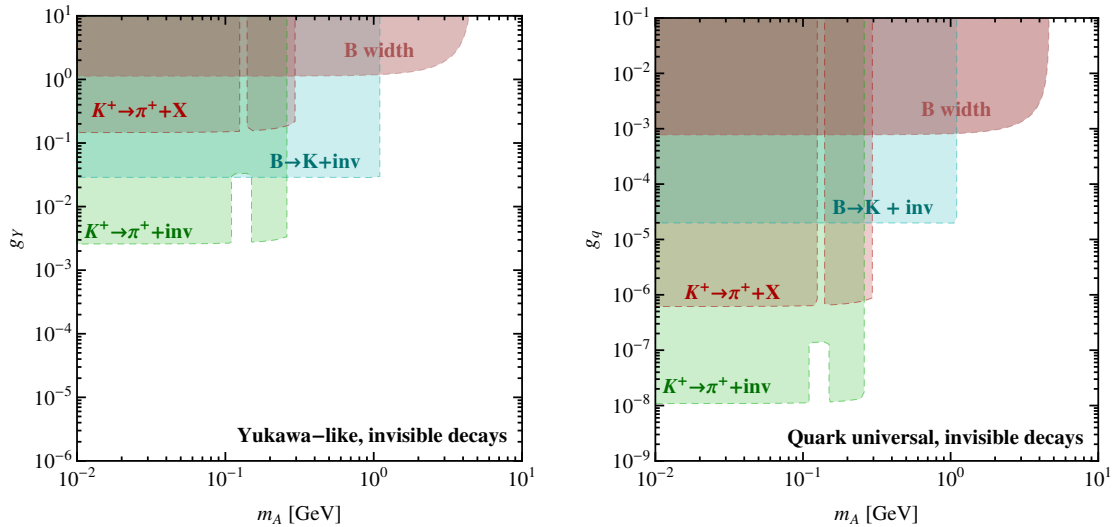 10^1
10^0
10^-1
10^-2
10^-3
10^-4
10^-5
10^-6
g_Y
B width
K^+→π^++X
B→K+inv
K^+→π^++inv
Yukawa−like, invisible decays
10^-2
10^-1
10^0
10^1
m_A [GeV]
10^-1
10^-2
10^-3
10^-4
10^-5
10^-6
10^-7
10^-8
10^-9
g_q
B width
B→K + inv
K^+→π^++X
K^+→π^++inv
Quark universal, invisible decays
10^-2
10^-1
10^0
10^1
m_A [GeV]